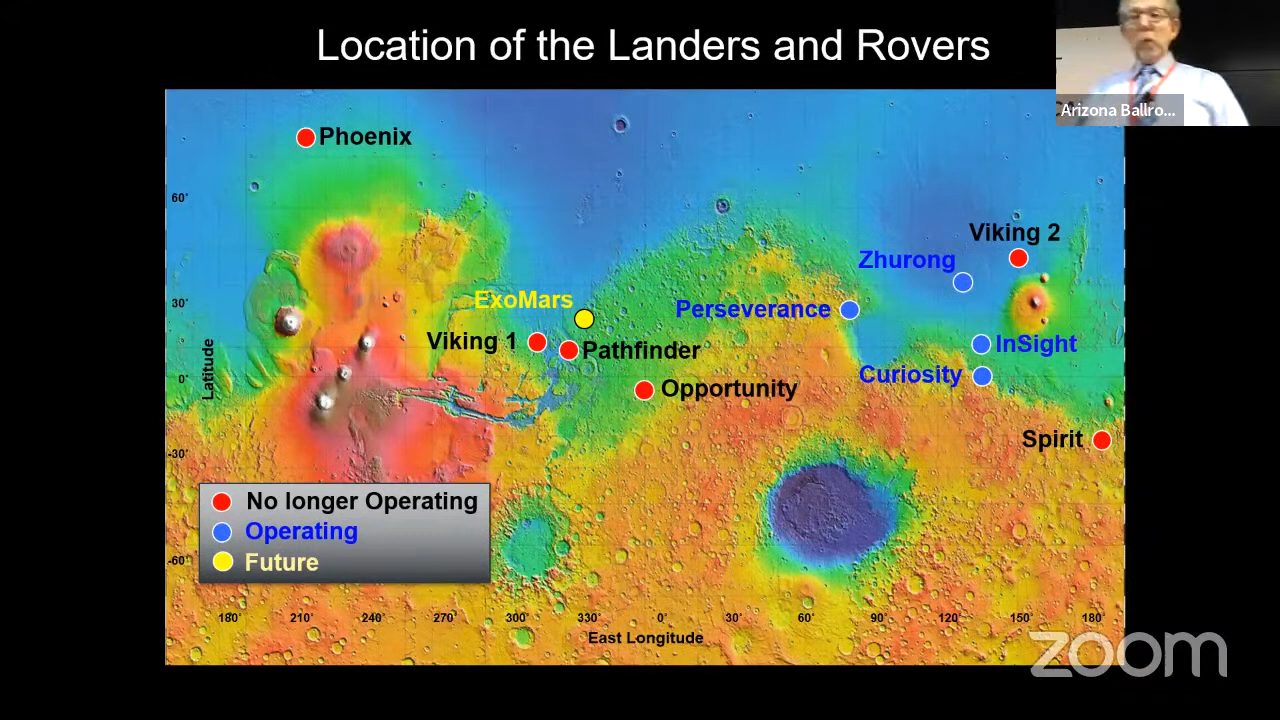 Location of the Landers and Rovers
Arizona Ballro...
Phoenix
60°
Viking 2
Zhurong
ExoMars
30°
Perseverance
Viking 1
Pathfinder
InSight
Latitude
0°
Curiosity
Opportunity
Spirit
-30°
No longer Operating
Operating
-60°
Future
180° 210° 240° 270° 300° 330° 0° 30° 60° 90° 120° 150° 180°
East Longitude
zoom